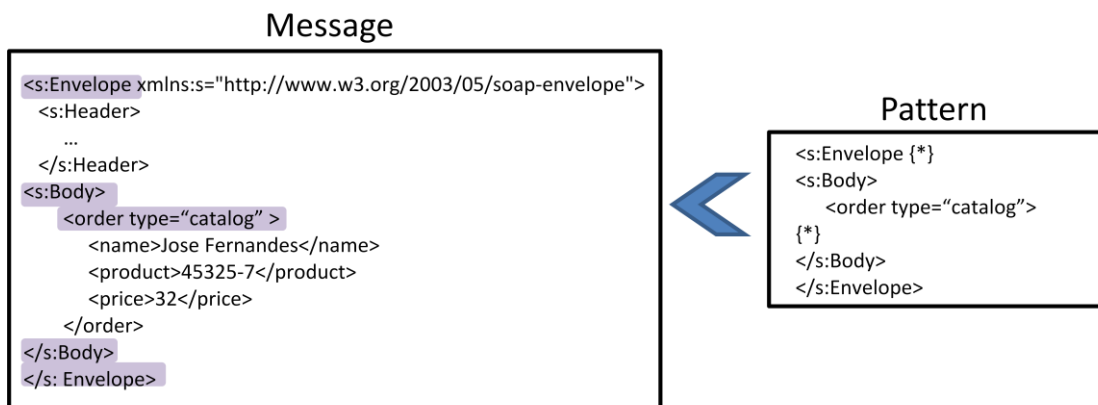 Message
<s:Envelope xmlns:s="http://www.w3.org/2003/05/soap-envelope">
<s:Header>
...
</s:Header>
<s:Body>
<order type=“catalog” >
<name>Jose Fernandes</name>
<product>45325-7</product>
<price>32</price>
</order>
</s:Body>
</s: Envelope>
Pattern
<s:Envelope {*}
<s:Body>
<order type=“catalog”>
{*}
</s:Body>
</s:Envelope>